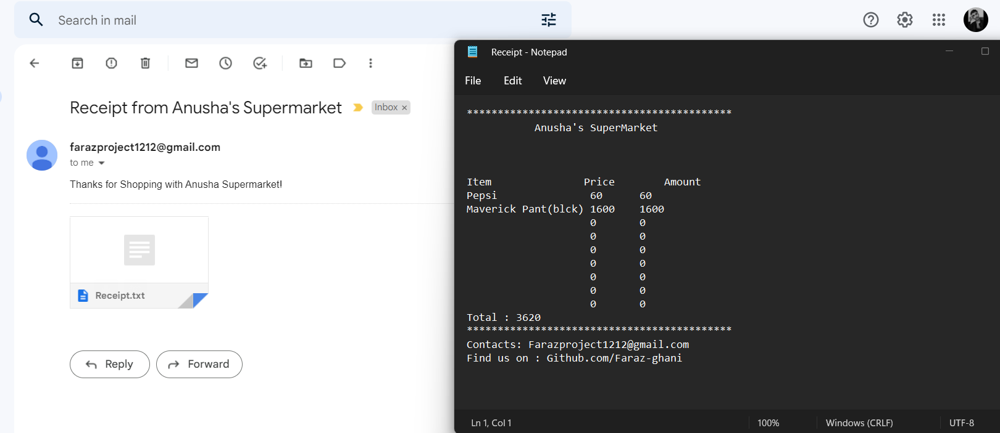 Search in mail
Receipt from Anusha's Supermarket Inbox ×
farazproject1212@gmail.com
to me
Thanks for Shopping with Anusha Supermarket!
Receipt.txt
Reply Forward
Receipt - Notepad
File Edit View
*******************************************
Anusha's SuperMarket
Item Price Amount
Pepsi 60 60
Maverick Pant(blck) 1600 1600
0 0
0 0
0 0
0 0
0 0
0 0
0 0
Total : 3620
*******************************************
Contacts: Farazproject1212@gmail.com
Find us on : Github.com/Faraz-ghani
Ln 1, Col 1 100% Windows (CRLF) UTF-8